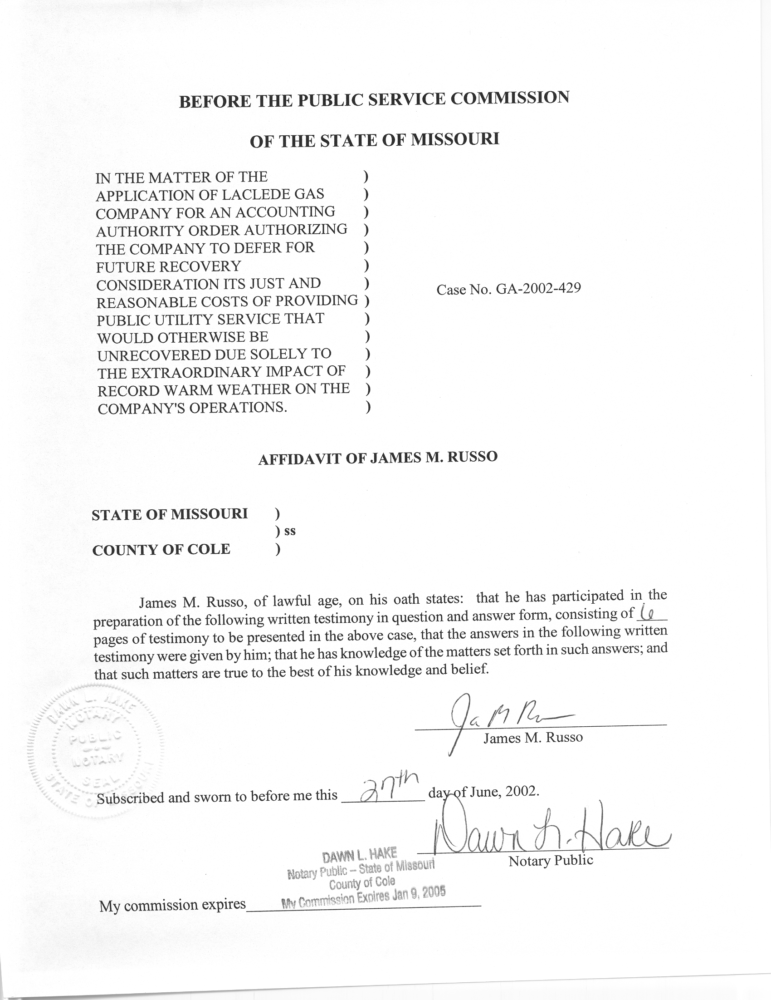 BEFORE THE PUBLIC SERVICE COMMISSION
OF THE STATE OF MISSOURI
IN THE MATTER OF THE )
APPLICATION OF LACLEDE GAS )
COMPANY FOR AN ACCOUNTING )
AUTHORITY ORDER AUTHORIZING )
THE COMPANY TO DEFER FOR )
FUTURE RECOVERY )
CONSIDERATION ITS JUST AND )
Case No. GA-2002-429
REASONABLE COSTS OF PROVIDING )
PUBLIC UTILITY SERVICE THAT )
WOULD OTHERWISE BE )
UNRECOVERED DUE SOLELY TO )
THE EXTRAORDINARY IMPACT OF )
RECORD WARM WEATHER ON THE )
COMPANY'S OPERATIONS. )
AFFIDAVIT OF JAMES M. RUSSO
STATE OF MISSOURI )
) ss
COUNTY OF COLE )
James M. Russo, of lawful age, on his oath states: that he has participated in the
preparation of the following written testimony in question and answer form, consisting of 6
pages of testimony to be presented in the above case, that the answers in the following written
testimony were given by him; that he has knowledge of the matters set forth in such answers; and
that such matters are true to the best of his knowledge and belief.
DAWN L. HAKE
NOTARY
PUBLIC
NOTARY
SEAL
STATE OF MISSOURI
Ja M R
James M. Russo
Subscribed and sworn to before me this 27th day of June, 2002.
Dawn L. Hake
Notary Public
DAWN L. HAKE
Notary Public – State of Missouri
County of Cole
My commission expires My Commission Expires Jan 9, 2005